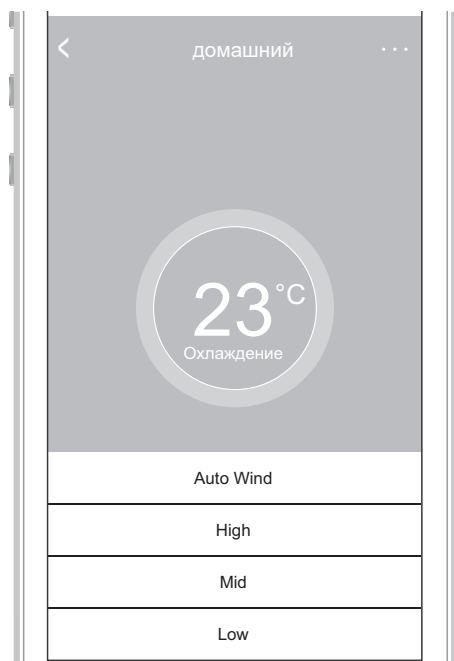 домашний
23°C
Охлаждение
Auto Wind
High
Mid
Low